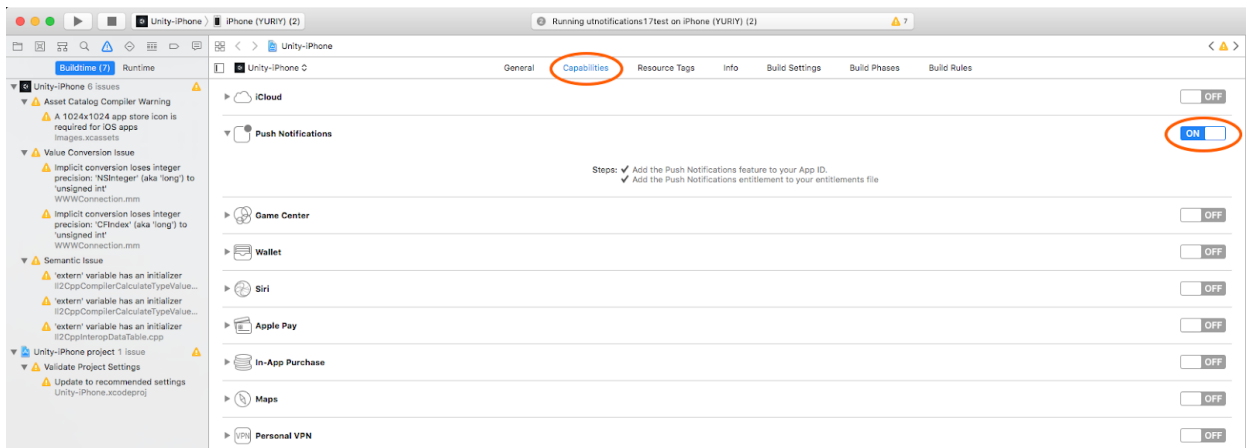 Unity-iPhone
iPhone (YURIY) (2)
Running utnotifications17test on iPhone (YURIY) (2)
7
Unity-iPhone
Buildtime (7)
Runtime
Unity-iPhone
General
Capabilities
Resource Tags
Info
Build Settings
Build Phases
Build Rules
Unity-iPhone 6 issues
Asset Catalog Compiler Warning
A 1024x1024 app store icon is
required for iOS apps
Images.xcassets
Value Conversion Issue
Implicit conversion loses integer
precision: 'NSInteger' (aka 'long') to
'unsigned int'
WWWConnection.mm
Implicit conversion loses integer
precision: 'CFIndex' (aka 'long') to
'unsigned int'
WWWConnection.mm
Semantic Issue
'extern' variable has an initializer
Il2CppCompilerCalculateTypeValue...
'extern' variable has an initializer
Il2CppCompilerCalculateTypeValue...
'extern' variable has an initializer
Il2CppInteropDataTable.cpp
Unity-iPhone project 1 issue
Validate Project Settings
Update to recommended settings
Unity-iPhone.xcodeproj
iCloud
OFF
Push Notifications
ON
Steps: ✓ Add the Push Notifications feature to your App ID.
✓ Add the Push Notifications entitlement to your entitlements file
Game Center
OFF
Wallet
OFF
Siri
OFF
Apple Pay
OFF
In-App Purchase
OFF
Maps
OFF
VPN Personal VPN
OFF